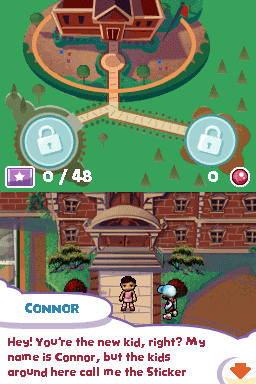 0 / 48
0
CONNOR
Hey! You're the new kid, right? My
name is Connor, but the kids
around here call me the Sticker